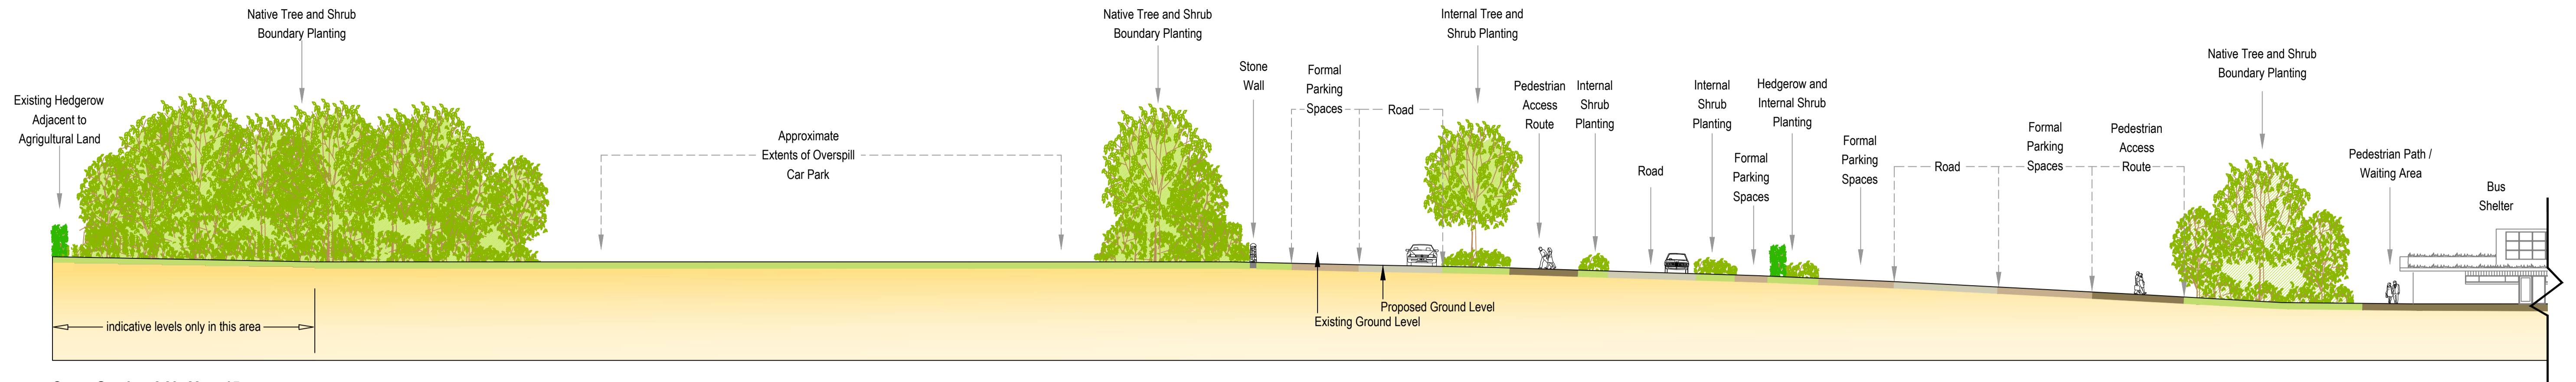 Native Tree and Shrub
Boundary Planting
Existing Hedgerow
Adjacent to
Agrigultural Land
Approximate
Extents of Overspill
Car Park
Native Tree and Shrub
Boundary Planting
Stone
Wall
Formal
Parking
Spaces
Road
Internal Tree and
Shrub Planting
Pedestrian
Access
Route
Internal
Shrub
Planting
Road
Internal
Shrub
Planting
Formal
Parking
Spaces
Hedgerow and
Internal Shrub
Planting
Formal
Parking
Spaces
Road
Formal
Parking
Spaces
Pedestrian
Access
Route
Native Tree and Shrub
Boundary Planting
Pedestrian Path /
Waiting Area
Bus
Shelter
indicative levels only in this area
Proposed Ground Level
Existing Ground Level